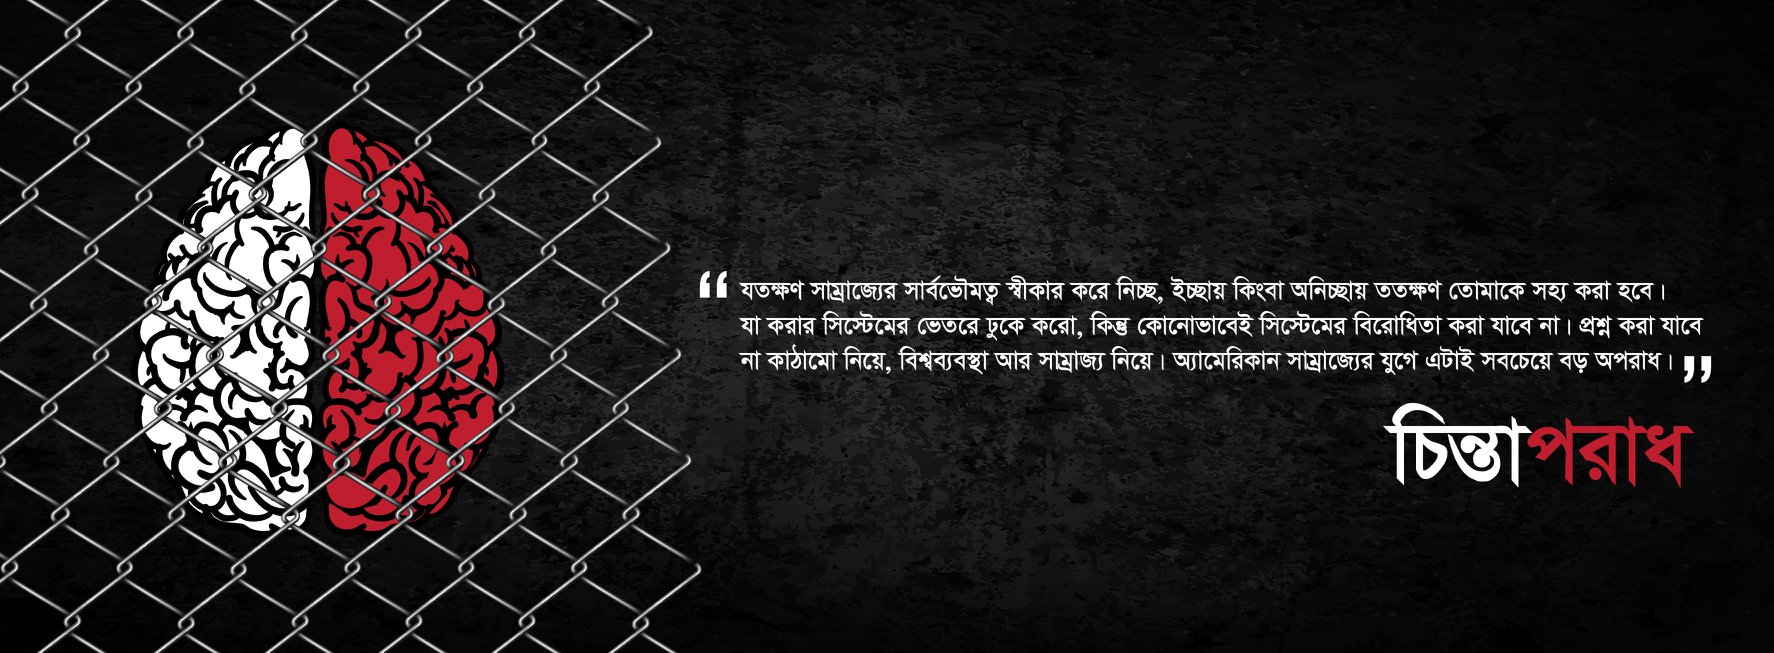 “ যতক্ষণ সাম্রাজ্যের সার্বভৌমত্ব স্বীকার করে নিচ্ছ, ইচ্ছায় কিংবা অনিচ্ছায় ততক্ষণ তোমাকে সহ্য করা হবে।
যা করার সিস্টেমের ভেতরে ঢুকে করো, কিন্তু কোনোভাবেই সিস্টেমের বিরোধিতা করা যাবে না। প্রশ্ন করা যাবে
না কাঠামো নিয়ে, বিশ্বব্যবস্থা আর সাম্রাজ্য নিয়ে। অ্যামেরিকান সাম্রাজ্যের যুগে এটাই সবচেয়ে বড় অপরাধ। ”
চিন্তাপরাধ